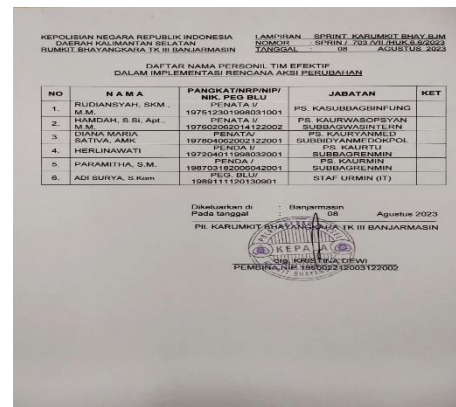 KEPOLISIAN NEGARA REPUBLIK INDONESIA
DAERAH KALIMANTAN SELATAN
RUMKIT BHAYANGKARA TK III BANJARMASIN
LAMPIRAN SPRINT KARUMKIT BHAY.BJM
NOMOR : SPRIN / 703 /VII /HUK.6.6/2023
TANGGAL : 08 AGUSTUS 2023
DAFTAR NAMA PERSONIL TIM EFEKTIF
DALAM IMPLEMENTASI RENCANA AKSI PERUBAHAN
NO NAMA PANGKAT/NRP/NIP/ NIK. PEG BLU JABATAN KET
1. RUDIANSYAH, SKM., M.M. PENATA I/ 197512301998031001 PS. KASUBBAGBINFUNG
2. HAMDAH, S.Si, Apt., M.M. PENATA I/ 197602062014122002 PS. KAURWASOPSYAN SUBBAGWASINTERN
3. DIANA MARIA SATIVA, AMK PENATA/ 197804062002122001 PS. KAURYANMED SUBBIDYANMEDOKPOL
4. HERLINAWATI PENDA I/ 197204011998032001 PS. KAURTU SUBBAGRENMIN
5. PARAMITHA, S.M. PENDA / 198703182006042001 PS. KAURMIN SUBBAGRENMIN
6. ADI SURYA, S.Kom PEG. BLU/ 1989111120130901 STAF URMIN (IT)
Dikeluarkan di : Banjarmasin
Pada tanggal : 08 Agustus 2023
Plt. KARUMKIT BHAYANGKARA TK III BANJARMASIN
KEPALA
drg. KRISTINA DEWI
PEMBINA NIP.